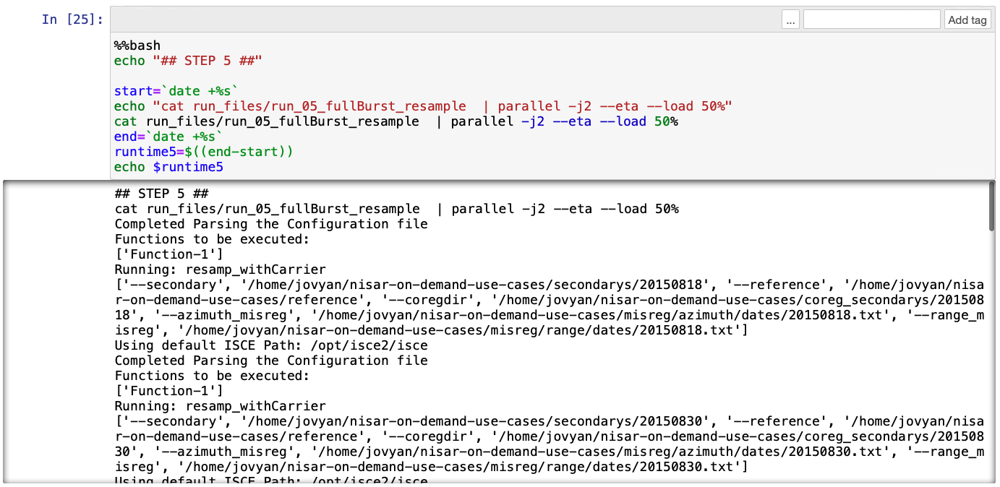 In [25]:
... Add tag
%%bash
echo "## STEP 5 ##"
start=`date +%s`
echo "cat run_files/run_05_fullBurst_resample  | parallel -j2 --eta --load 50%"
cat run_files/run_05_fullBurst_resample  | parallel -j2 --eta --load 50%
end=`date +%s`
runtime5=$((end-start))
echo $runtime5
## STEP 5 ##
cat run_files/run_05_fullBurst_resample  | parallel -j2 --eta --load 50%
Completed Parsing the Configuration file
Functions to be executed:
['Function-1']
Running: resamp_withCarrier
['--secondary', '/home/jovyan/nisar-on-demand-use-cases/secondarys/20150818', '--reference', '/home/jovyan/nisa
r-on-demand-use-cases/reference', '--coregdir', '/home/jovyan/nisar-on-demand-use-cases/coreg_secondarys/201508
18', '--azimuth_misreg', '/home/jovyan/nisar-on-demand-use-cases/misreg/azimuth/dates/20150818.txt', '--range_m
isreg', '/home/jovyan/nisar-on-demand-use-cases/misreg/range/dates/20150818.txt']
Using default ISCE Path: /opt/isce2/isce
Completed Parsing the Configuration file
Functions to be executed:
['Function-1']
Running: resamp_withCarrier
['--secondary', '/home/jovyan/nisar-on-demand-use-cases/secondarys/20150830', '--reference', '/home/jovyan/nisa
r-on-demand-use-cases/reference', '--coregdir', '/home/jovyan/nisar-on-demand-use-cases/coreg_secondarys/201508
30', '--azimuth_misreg', '/home/jovyan/nisar-on-demand-use-cases/misreg/azimuth/dates/20150830.txt', '--range_m
isreg', '/home/jovyan/nisar-on-demand-use-cases/misreg/range/dates/20150830.txt']
Using default ISCE Path: /opt/isce2/isce